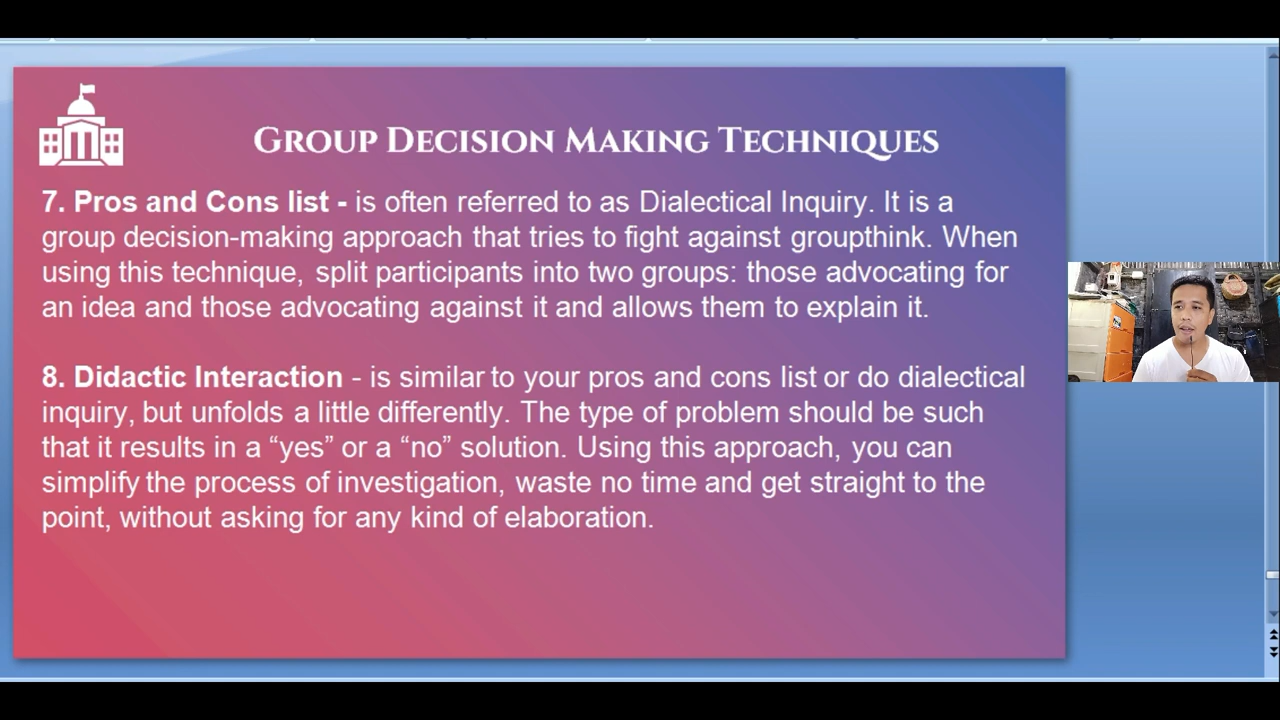 GROUP DECISION MAKING TECHNIQUES
7. Pros and Cons list - is often referred to as Dialectical Inquiry. It is a
group decision-making approach that tries to fight against groupthink. When
using this technique, split participants into two groups: those advocating for
an idea and those advocating against it and allows them to explain it.
8. Didactic Interaction - is similar to your pros and cons list or do dialectical
inquiry, but unfolds a little differently. The type of problem should be such
that it results in a “yes” or a “no” solution. Using this approach, you can
simplify the process of investigation, waste no time and get straight to the
point, without asking for any kind of elaboration.